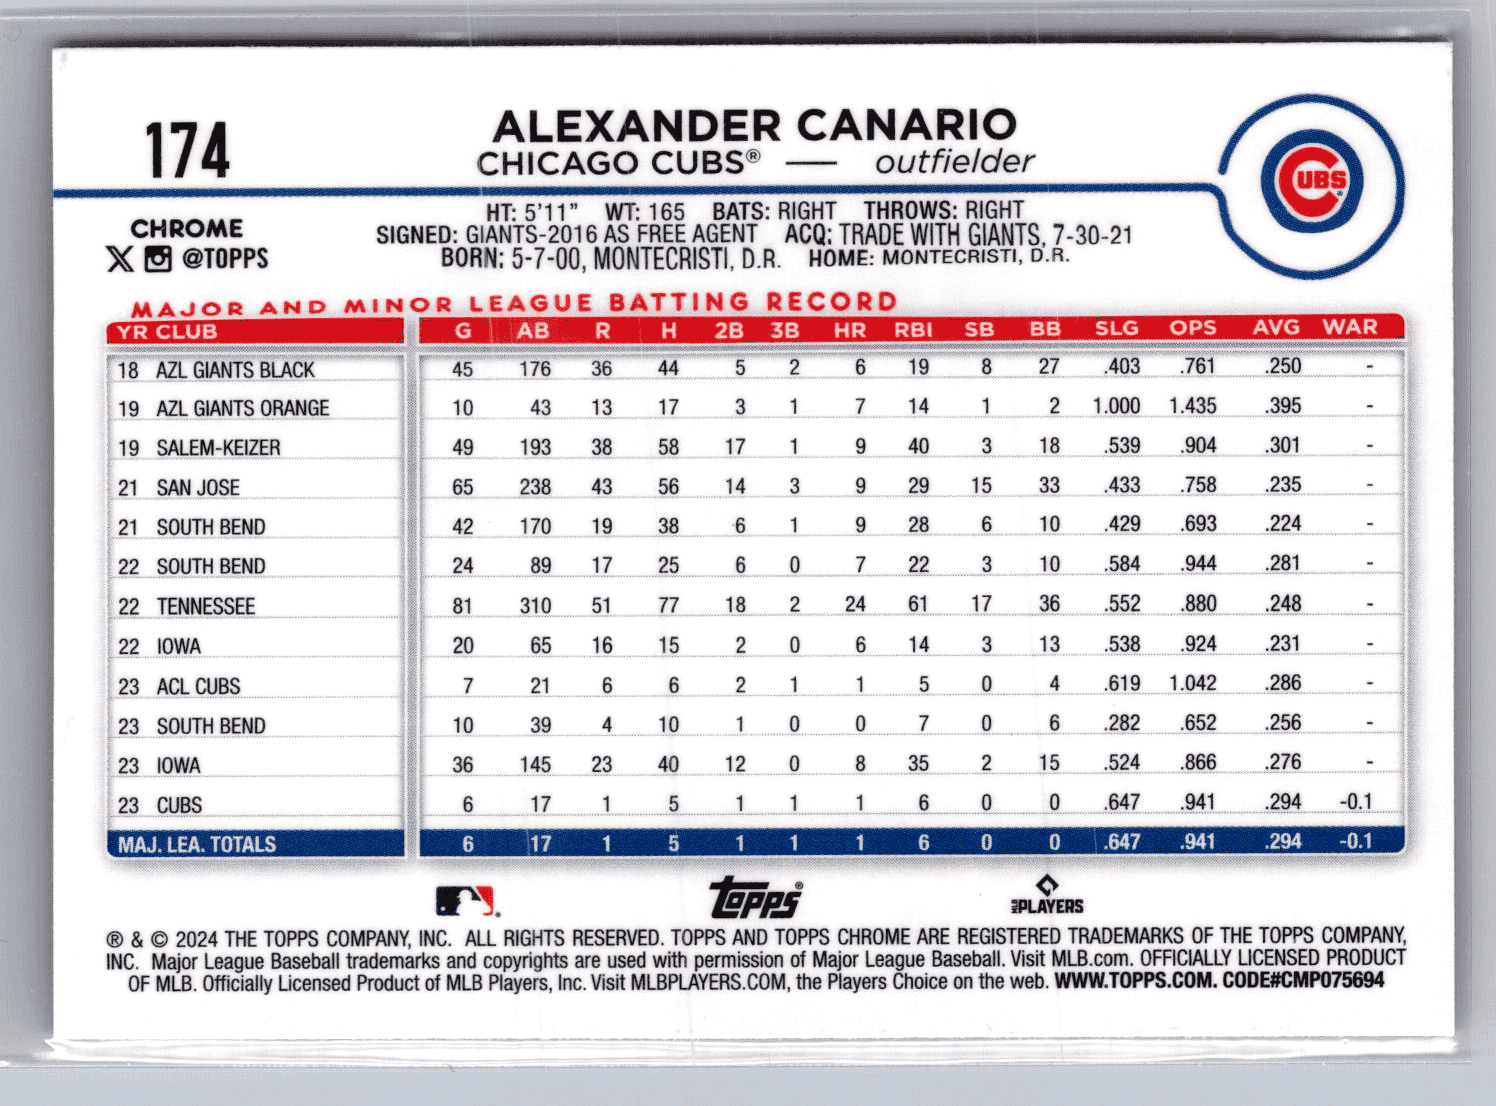 174
ALEXANDER CANARIO
CHICAGO CUBS® — outfielder
CUBS®
CHROME
@TOPPS
HT: 5'11" WT: 165 BATS: RIGHT THROWS: RIGHT
SIGNED: GIANTS-2016 AS FREE AGENT ACQ: TRADE WITH GIANTS, 7-30-21
BORN: 5-7-00, MONTECRISTI, D.R. HOME: MONTECRISTI, D.R.
MAJOR AND MINOR LEAGUE BATTING RECORD
YR CLUB G AB R H 2B 3B HR RBI SB BB SLG OPS AVG WAR
18 AZL GIANTS BLACK 45 176 36 44 5 2 6 19 8 27 .403 .761 .250 -
19 AZL GIANTS ORANGE 10 43 13 17 3 1 7 14 1 2 1.000 1.435 .395 -
19 SALEM-KEIZER 49 193 38 58 17 1 9 40 3 18 .539 .904 .301 -
21 SAN JOSE 65 238 43 56 14 3 9 29 15 33 .433 .758 .235 -
21 SOUTH BEND 42 170 19 38 6 1 9 28 6 10 .429 .693 .224 -
22 SOUTH BEND 24 89 17 25 6 0 7 22 3 10 .584 .944 .281 -
22 TENNESSEE 81 310 51 77 18 2 24 61 17 36 .552 .880 .248 -
22 IOWA 20 65 16 15 2 0 6 14 3 13 .538 .924 .231 -
23 ACL CUBS 7 21 6 6 2 1 1 5 0 4 .619 1.042 .286 -
23 SOUTH BEND 10 39 4 10 1 0 0 7 0 6 .282 .652 .256 -
23 IOWA 36 145 23 40 12 0 8 35 2 15 .524 .866 .276 -
23 CUBS 6 17 1 5 1 1 1 6 0 0 .647 .941 .294 -0.1
MAJ. LEA. TOTALS 6 17 1 5 1 1 1 6 0 0 .647 .941 .294 -0.1
topps® MLB PLAYERS
® & © 2024 THE TOPPS COMPANY, INC. ALL RIGHTS RESERVED. TOPPS AND TOPPS CHROME ARE REGISTERED TRADEMARKS OF THE TOPPS COMPANY,
INC. Major League Baseball trademarks and copyrights are used with permission of Major League Baseball. Visit MLB.com. OFFICIALLY LICENSED PRODUCT
OF MLB. Officially Licensed Product of MLB Players, Inc. Visit MLBPLAYERS.COM, the Players Choice on the web. WWW.TOPPS.COM. CODE#CMP075694